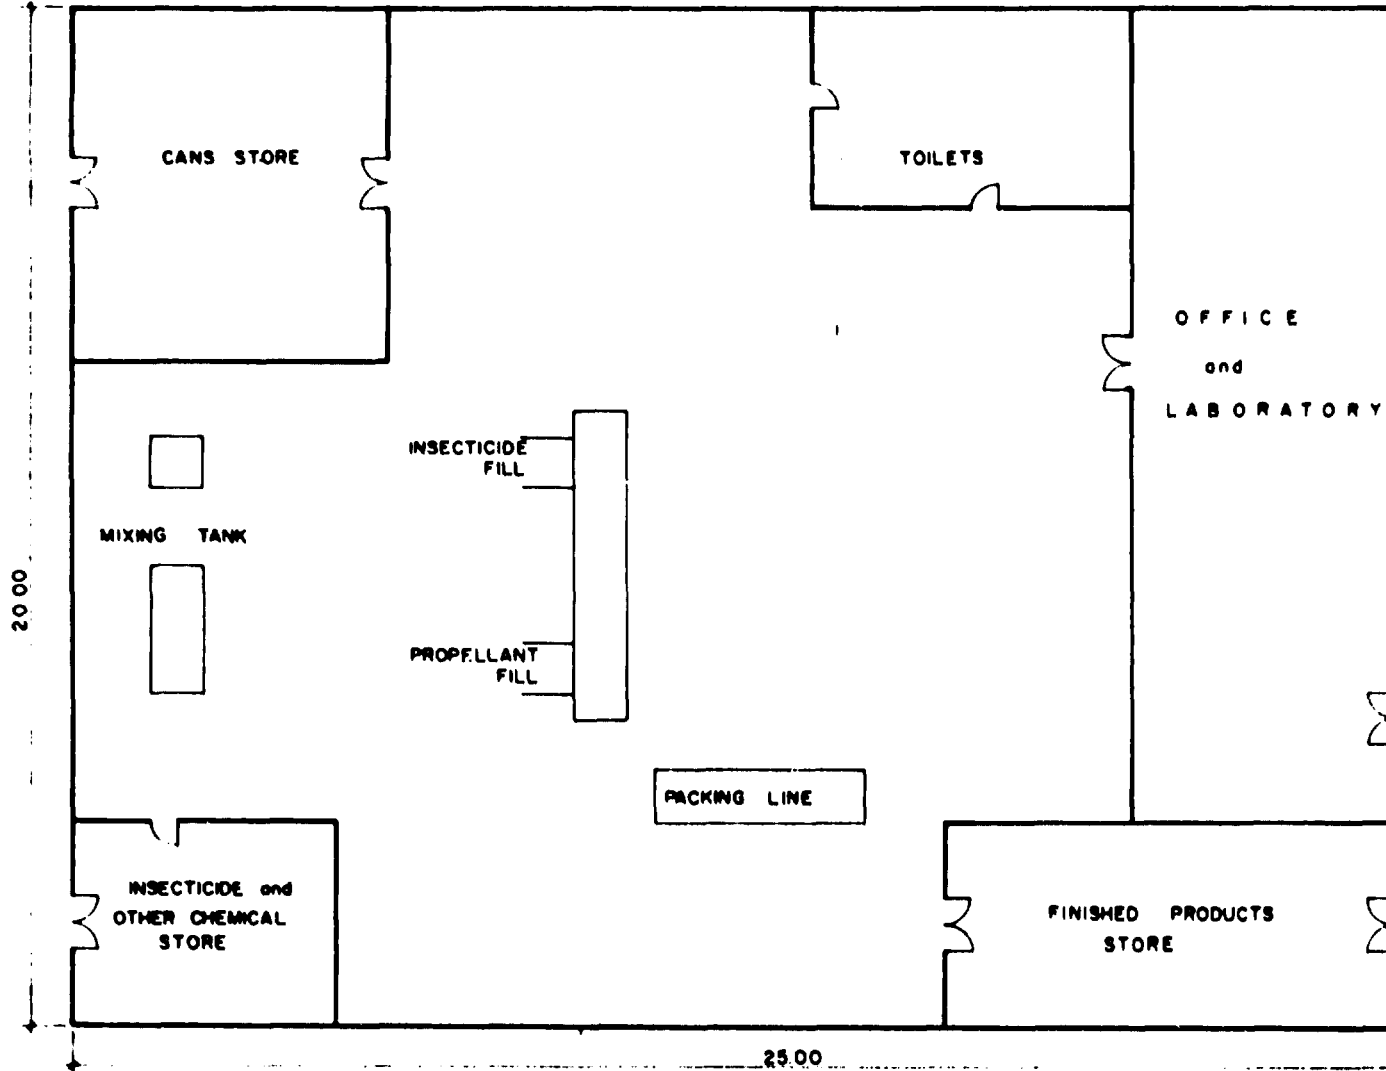 CANS STORE
TOILETS
OFFICE
and
LABORATORY
INSECTICIDE
FILL
MIXING TANK
20.00
PROPELLANT
FILL
PACKING LINE
INSECTICIDE and
OTHER CHEMICAL
STORE
FINISHED PRODUCTS
STORE
25.00